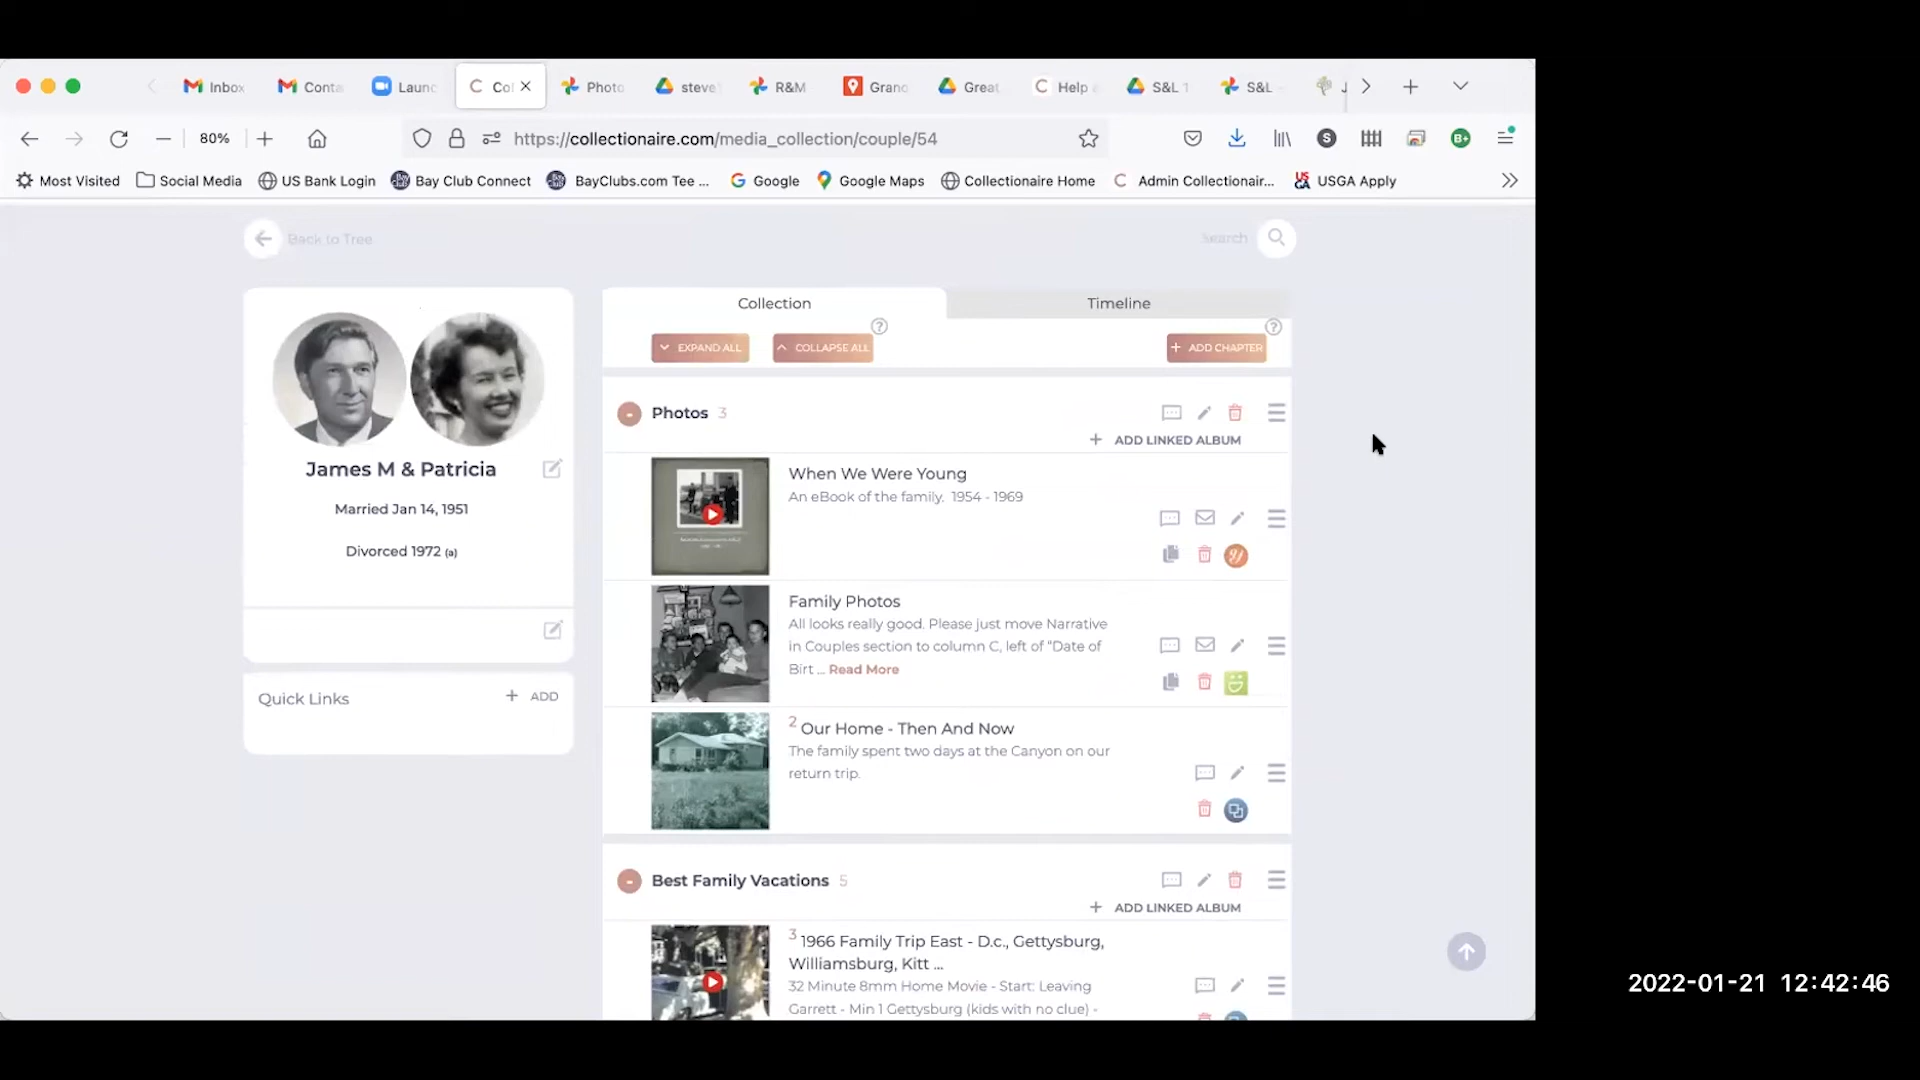 Inbox
Conta
Laun
Col
Photo
steve
R&M
Grand
Great
Help a
S&L 1
S&L -
J
80%
https://collectionaire.com/media_collection/couple/54
S
B+
Most Visited
Social Media
US Bank Login
Bay Club Connect
BayClubs.com Tee ...
Google
Google Maps
Collectionaire Home
Admin Collectionair...
USGA Apply
Back to Tree
Search
Collection
Timeline
EXPAND ALL
COLLAPSE ALL
?
+ ADD CHAPTER
?
James M & Patricia
Married Jan 14, 1951
Divorced 1972 (a)
Quick Links
+ ADD
Photos 3
+ ADD LINKED ALBUM
When We Were Young
An eBook of the family. 1954 - 1969
Family Photos
All looks really good. Please just move Narrative
in Couples section to column C, left of “Date of
Birt ... Read More
2 Our Home - Then And Now
The family spent two days at the Canyon on our
return trip.
Best Family Vacations 5
+ ADD LINKED ALBUM
3 1966 Family Trip East - D.c., Gettysburg,
Williamsburg, Kitt ...
32 Minute 8mm Home Movie - Start: Leaving
Garrett - Min 1 Gettysburg (kids with no clue) -
2022-01-21 12:42:46